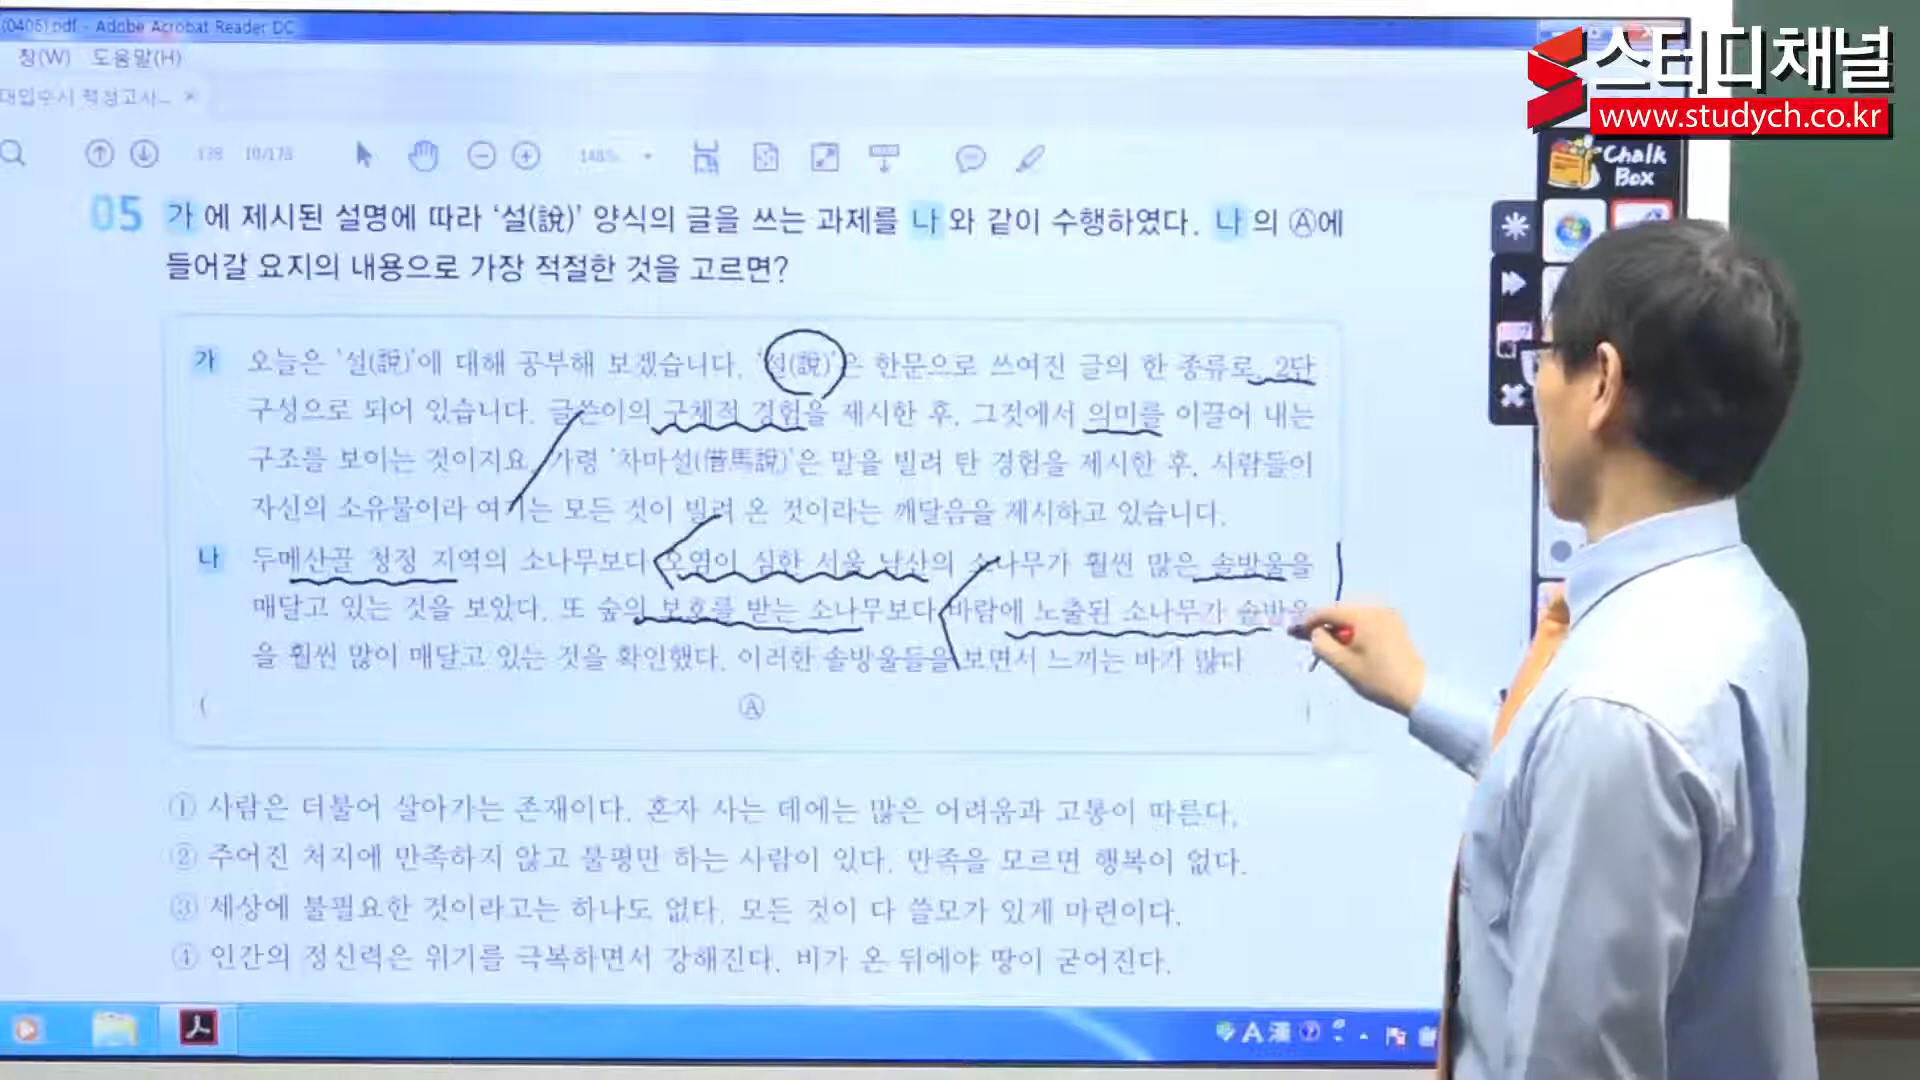 (0406).pdf - Adobe Acrobat Reader DC
창(W) 도움말(H)
스터디채널
www.studych.co.kr
138 10/173
148%
Chalk
Box
05 가 에 제시된 설명에 따라 ‘설(說)’ 양식의 글을 쓰는 과제를 나 와 같이 수행하였다. 나 의 Ⓐ에
들어갈 요지의 내용으로 가장 적절한 것을 고르면?
가 오늘은 ‘설(說)’에 대해 공부해 보겠습니다. ‘설(說)’은 한문으로 쓰여진 글의 한 종류로, 2단
구성으로 되어 있습니다. 글쓴이의 구체적 경험을 제시한 후, 그것에서 의미를 이끌어 내는
구조를 보이는 것이지요. 가령 ‘차마설(借馬說)’은 말을 빌려 탄 경험을 제시한 후, 사람들이
자신의 소유물이라 여기는 모든 것이 빌려 온 것이라는 깨달음을 제시하고 있습니다.
나 두메산골 청정 지역의 소나무보다 오염이 심한 서울 남산의 소나무가 훨씬 많은 솔방울을
매달고 있는 것을 보았다. 또 숲의 보호를 받는 소나무보다 바람에 노출된 소나무가 솔방울
을 훨씬 많이 매달고 있는 것을 확인했다. 이러한 솔방울들을 보면서 느끼는 바가 많다.
( Ⓐ )
① 사람은 더불어 살아가는 존재이다. 혼자 사는 데에는 많은 어려움과 고통이 따른다.
② 주어진 처지에 만족하지 않고 불평만 하는 사람이 있다. 만족을 모르면 행복이 없다.
③ 세상에 불필요한 것이라고는 하나도 없다. 모든 것이 다 쓸모가 있게 마련이다.
④ 인간의 정신력은 위기를 극복하면서 강해진다. 비가 온 뒤에야 땅이 굳어진다.
A 漢